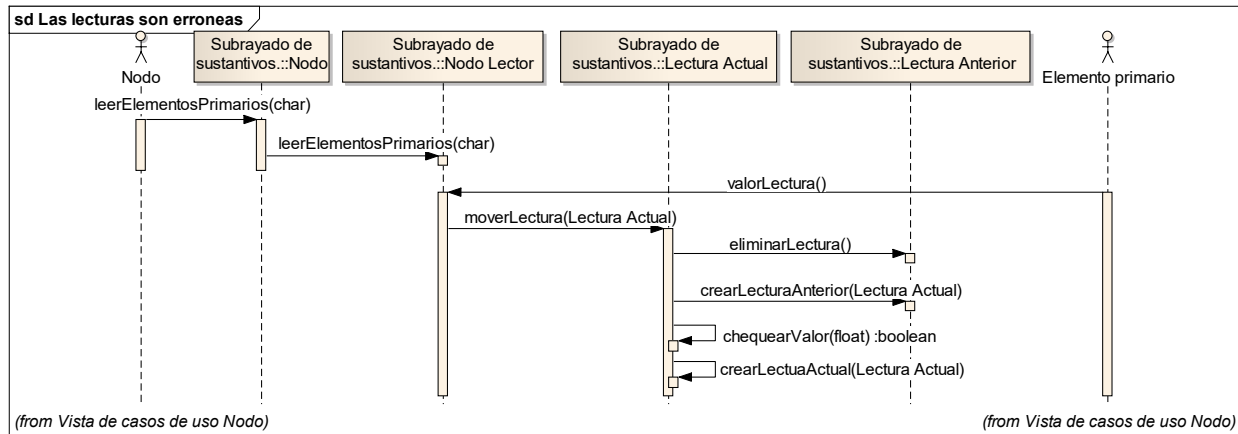 sd Las lecturas son erroneas
Nodo
Subrayado de
sustantivos.::Nodo
Subrayado de
sustantivos.::Nodo Lector
Subrayado de
sustantivos.::Lectura Actual
Subrayado de
sustantivos.::Lectura Anterior
Elemento primario
leerElementosPrimarios(char)
leerElementosPrimarios(char)
valorLectura()
moverLectura(Lectura Actual)
eliminarLectura()
crearLecturaAnterior(Lectura Actual)
chequearValor(float) :boolean
crearLectuaActual(Lectura Actual)
(from Vista de casos de uso Nodo)
(from Vista de casos de uso Nodo)